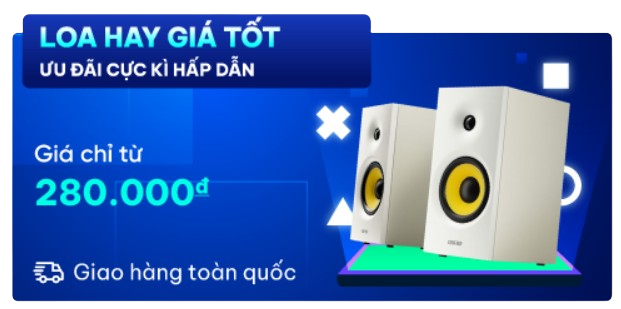 LOA HAY GIÁ TỐT
ƯU ĐÃI CỰC KÌ HẤP DẪN
Giá chỉ từ
280.000đ
Giao hàng toàn quốc